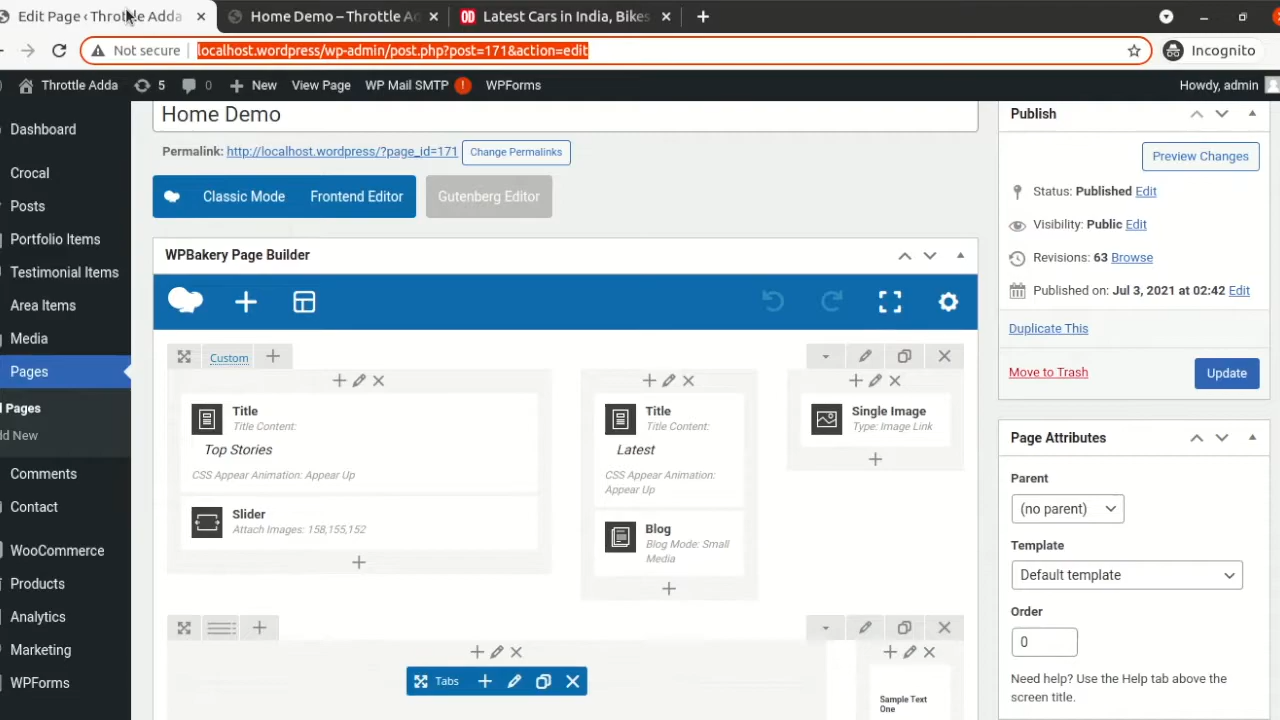 Edit Page ‹ Throttle Adda
Home Demo – Throttle Ad
Latest Cars in India, Bikes
Not secure
localhost.wordpress/wp-admin/post.php?post=171&action=edit
Incognito
Throttle Adda
5
0
New
View Page
WP Mail SMTP
!
WPForms
Howdy, admin
Dashboard
Crocal
Posts
Portfolio Items
Testimonial Items
Area Items
Media
Pages
Pages
dd New
Comments
Contact
WooCommerce
Products
Analytics
Marketing
WPForms
Home Demo
Permalink: http://localhost.wordpress/?page_id=171 Change Permalinks
Classic Mode
Frontend Editor
Gutenberg Editor
WPBakery Page Builder
Custom
Title
Title Content:
Top Stories
CSS Appear Animation: Appear Up
Slider
Attach Images: 158,155,152
Title
Title Content:
Latest
CSS Appear Animation:
Appear Up
Blog
Blog Mode: Small
Media
Single Image
Type: Image Link
Tabs
Sample Text
One
Publish
Preview Changes
Status: Published Edit
Visibility: Public Edit
Revisions: 63 Browse
Published on: Jul 3, 2021 at 02:42 Edit
Duplicate This
Move to Trash
Update
Page Attributes
Parent
(no parent)
Template
Default template
Order
0
Need help? Use the Help tab above the
screen title.